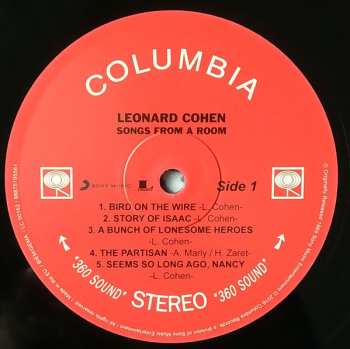 COLUMBIA
LEONARD COHEN
SONGS FROM A ROOM
SONY MUSIC
Side 1
1. BIRD ON THE WIRE -L. Cohen-
2. STORY OF ISAAC -L. Cohen-
3. A BUNCH OF LONESOME HEROES
-L. Cohen-
4. THE PARTISAN -A. Marly / H. Zaret-
5. SEEMS SO LONG AGO, NANCY
-L. Cohen-
"360 SOUND" STEREO "360 SOUND"